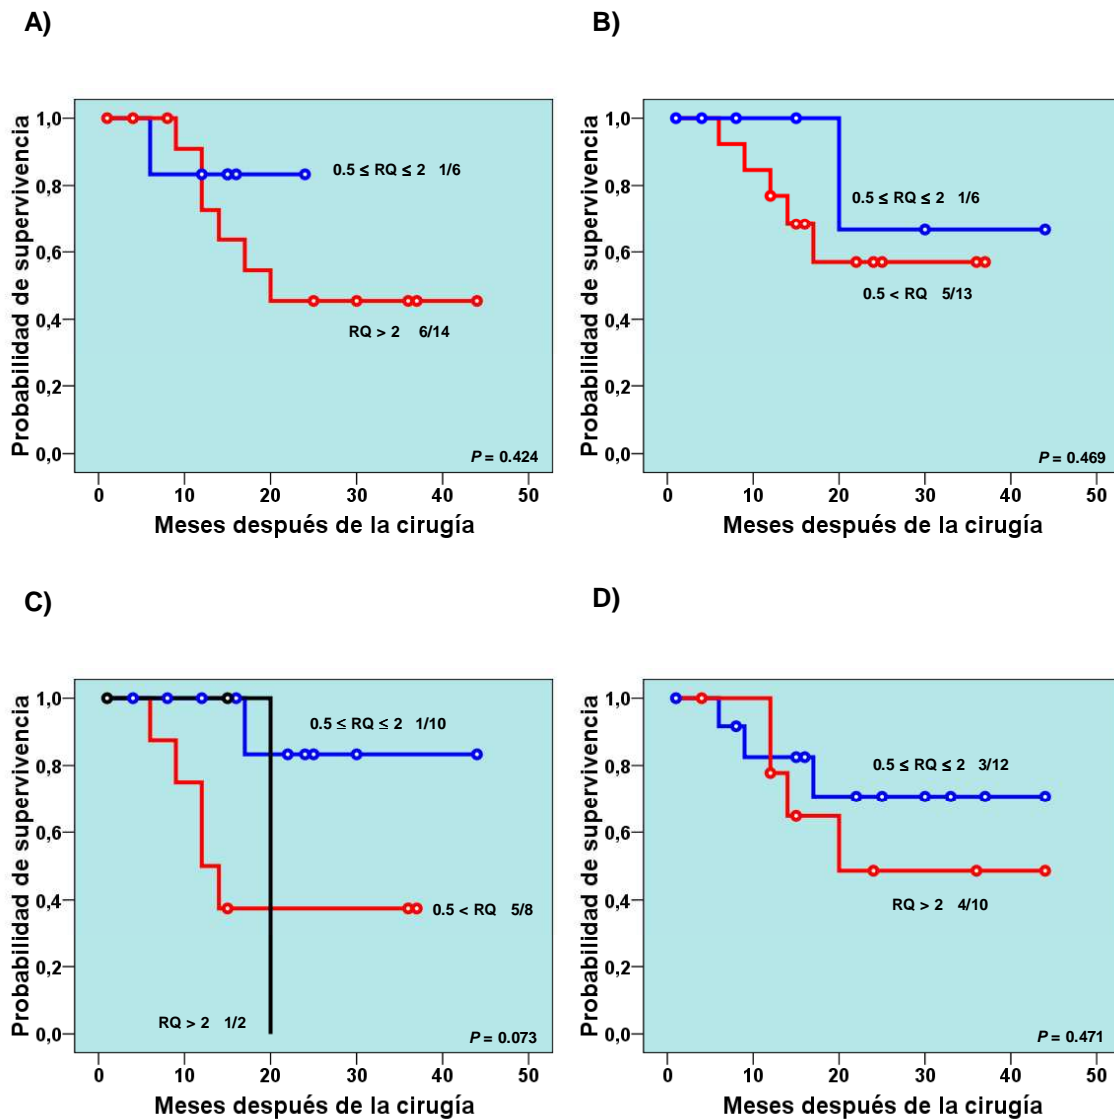 A)
Probabilidad de supervivencia
1,0
0,8
0,6
0,4
0,2
0,0
0.5 ≤ RQ ≤ 2 1/6
RQ > 2 6/14
P = 0.424
0 10 20 30 40 50
Meses después de la cirugía
B)
Probabilidad de supervivencia
1,0
0,8
0,6
0,4
0,2
0,0
0.5 ≤ RQ ≤ 2 1/6
0.5 < RQ 5/13
P = 0.469
0 10 20 30 40 50
Meses después de la cirugía
C)
Probabilidad de supervivencia
1,0
0,8
0,6
0,4
0,2
0,0
0.5 ≤ RQ ≤ 2 1/10
0.5 < RQ 5/8
RQ > 2 1/2
P = 0.073
0 10 20 30 40 50
Meses después de la cirugía
D)
Probabilidad de supervivencia
1,0
0,8
0,6
0,4
0,2
0,0
0.5 ≤ RQ ≤ 2 3/12
RQ > 2 4/10
P = 0.471
0 10 20 30 40 50
Meses después de la cirugía